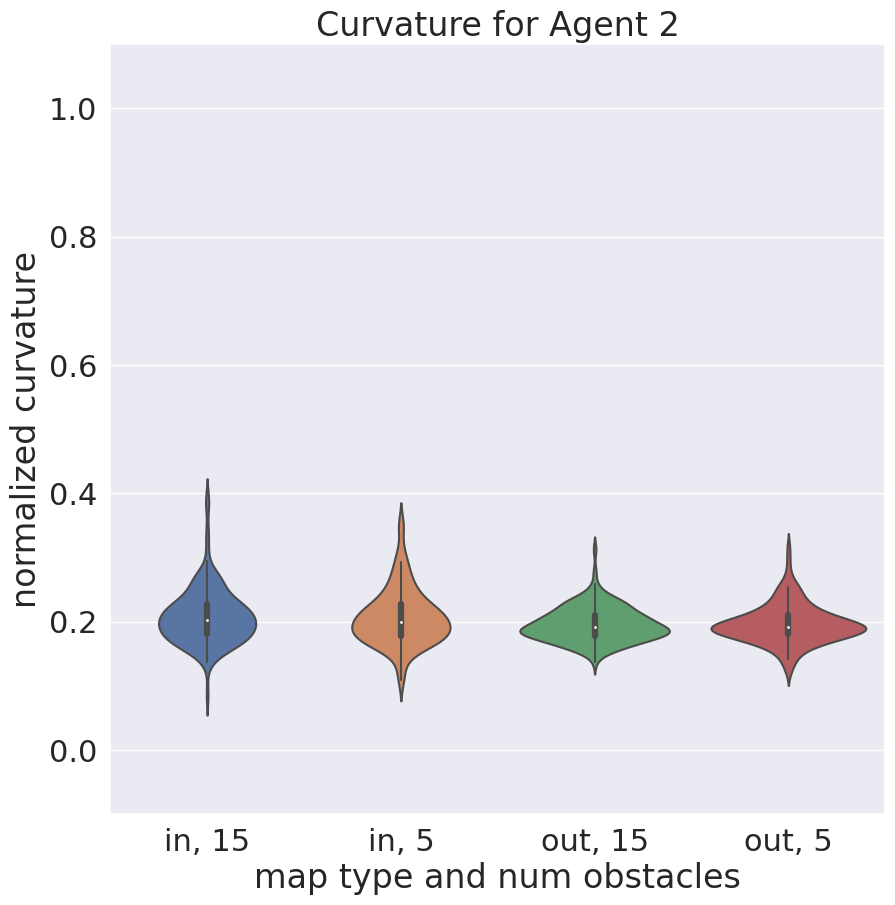 Curvature for Agent 2
normalized curvature
1.0
0.8
0.6
0.4
0.2
0.0
in, 15
in, 5
out, 15
out, 5
map type and num obstacles